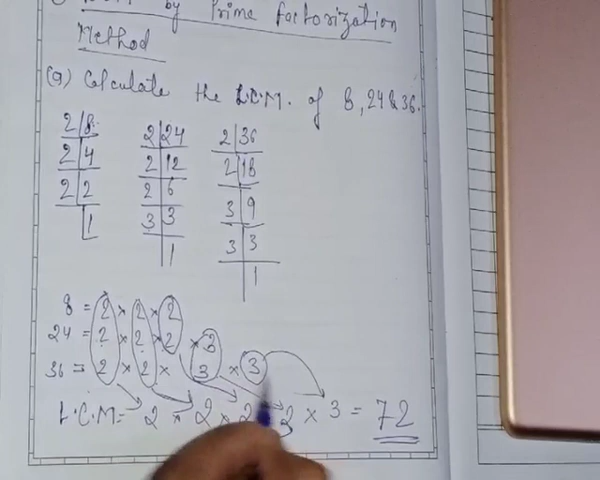 by Prime factorization
Method
(Q) Calculate the L.C.M. of 8, 24 & 36.
2 8 2 24 2 36
2 4 2 12 2 18
2 2 2 6 3 9
1 3 3 3 3
1 1
8 = 2 × 2 × 2
24 = 2 × 2 × 2 × 3
36 = 2 × 2 × 3 × 3
L.C.M = 2 × 2 × 2 3 × 3 = 72